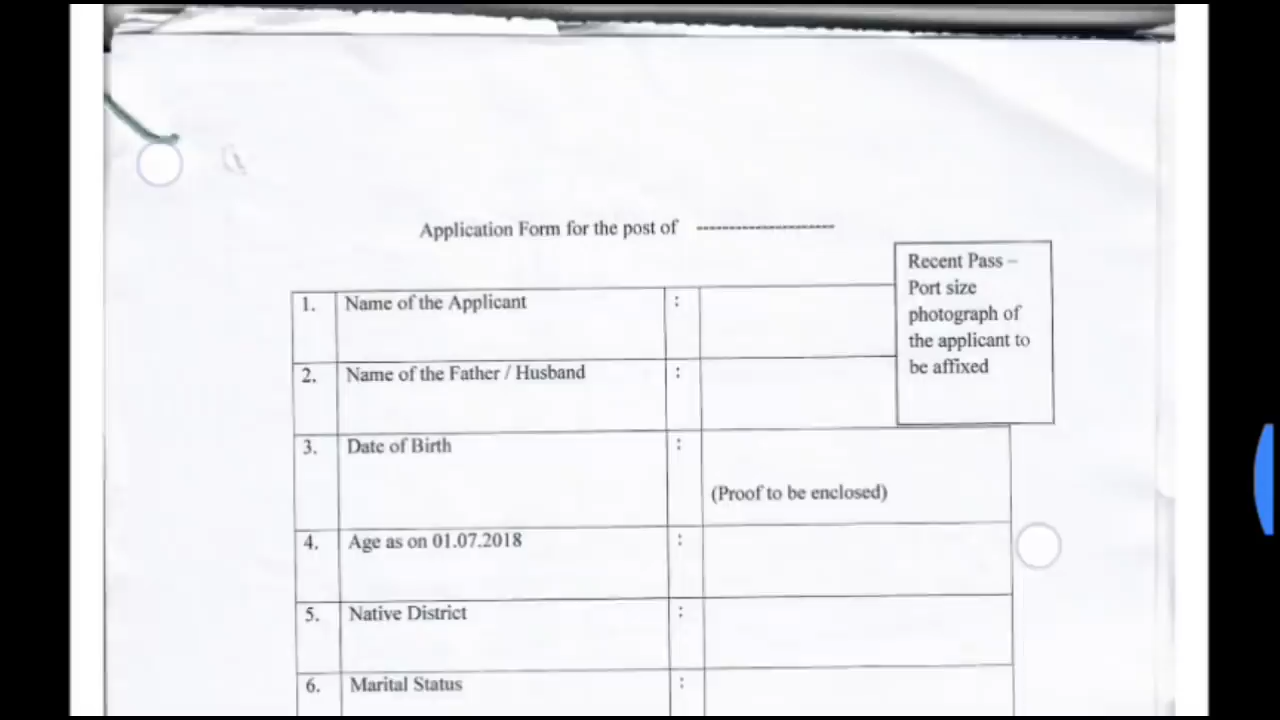 Application Form for the post of ---------------------
Recent Pass –
Port size
photograph of
the applicant to
be affixed
1. Name of the Applicant :
2. Name of the Father / Husband :
3. Date of Birth :
(Proof to be enclosed)
4. Age as on 01.07.2018 :
5. Native District :
6. Marital Status :